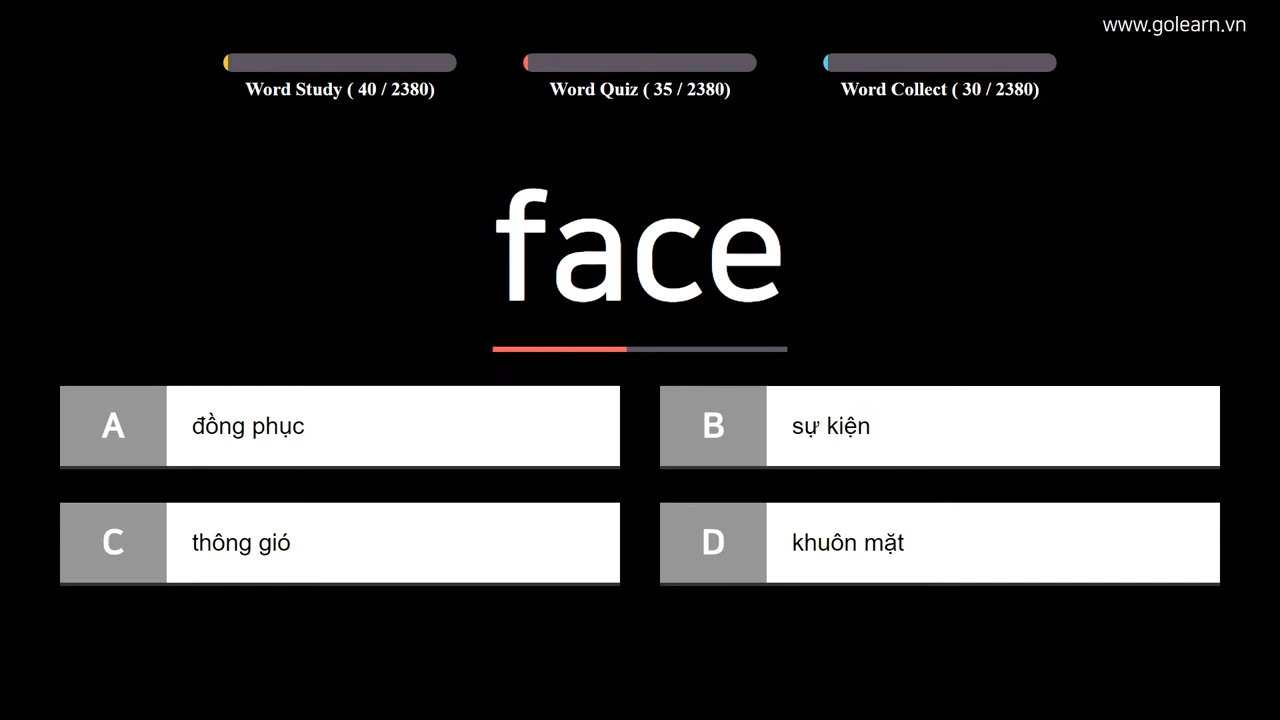 www.golearn.vn
Word Study ( 40 / 2380)
Word Quiz ( 35 / 2380)
Word Collect ( 30 / 2380)
face
A đồng phục
B sự kiện
C thông gió
D khuôn mặt